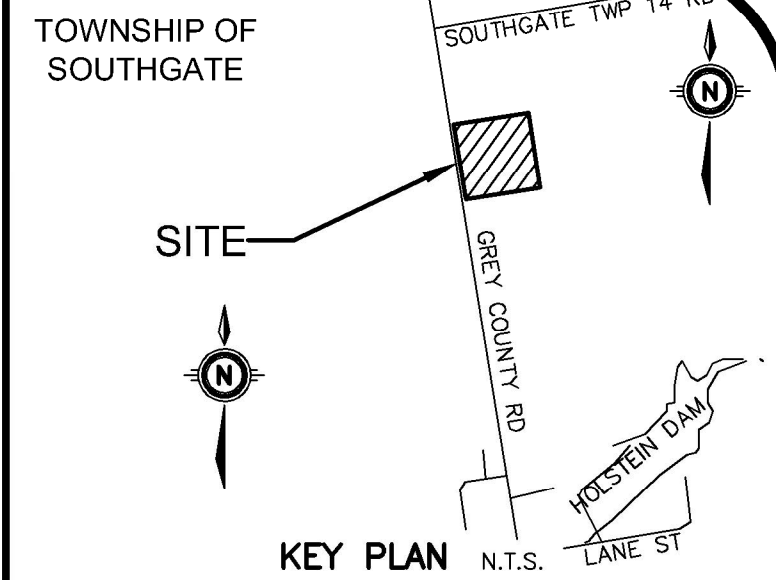 TOWNSHIP OF
SOUTHGATE
SOUTHGATE TWP 14 RD
N
SITE
GREY COUNTY RD
N
HOLSTEIN DAM
KEY PLAN N.T.S.
LANE ST